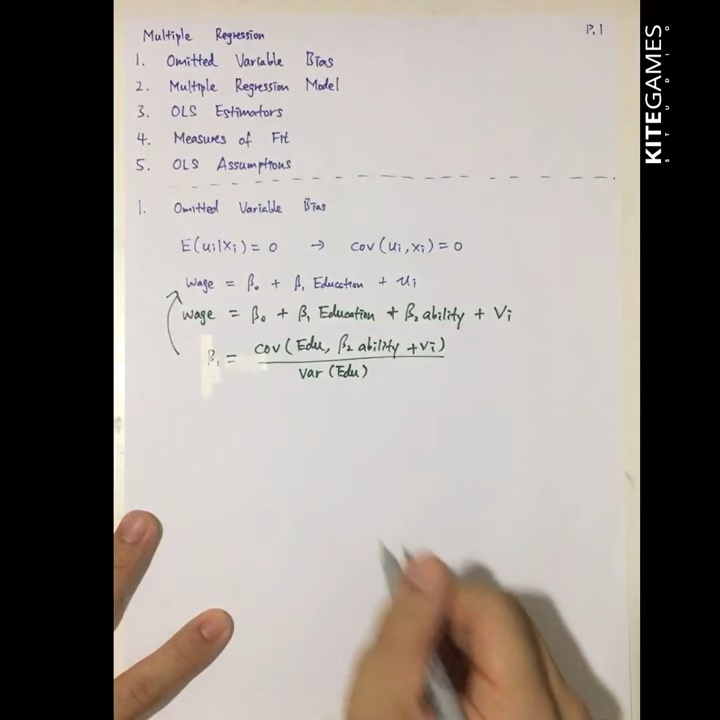 P.1
Multiple Regression
1. Omitted Variable Bias
2. Multiple Regression Model
3. OLS Estimators
4. Measures of Fit
5. OLS Assumptions
1. Omitted Variable Bias
E(ui|xi) = 0 → cov(ui, xi) = 0
wage = β₀ + β₁ Education + ui
wage = β₀ + β₁ Education + β₂ ability + Vi
β₁ = cov(Edu, β₂ ability + Vi)
var(Edu)
KITEGAMES
STUDIO